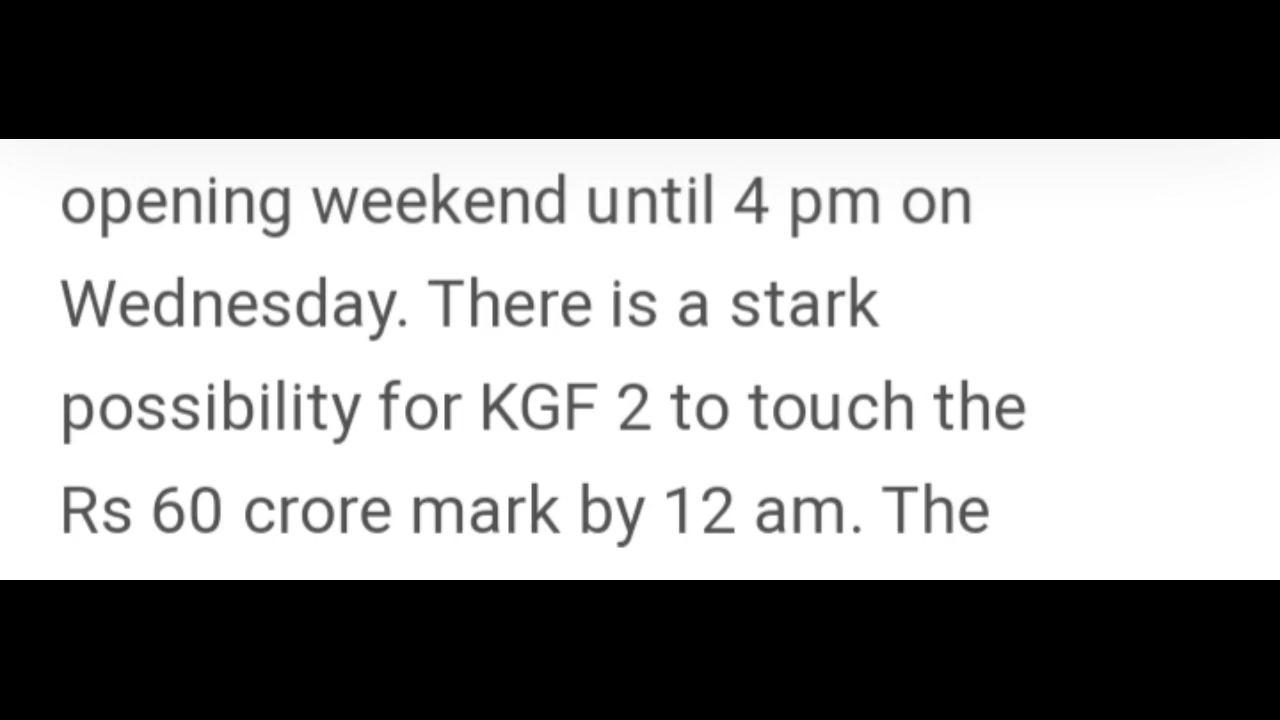 opening weekend until 4 pm on
Wednesday. There is a stark
possibility for KGF 2 to touch the
Rs 60 crore mark by 12 am. The